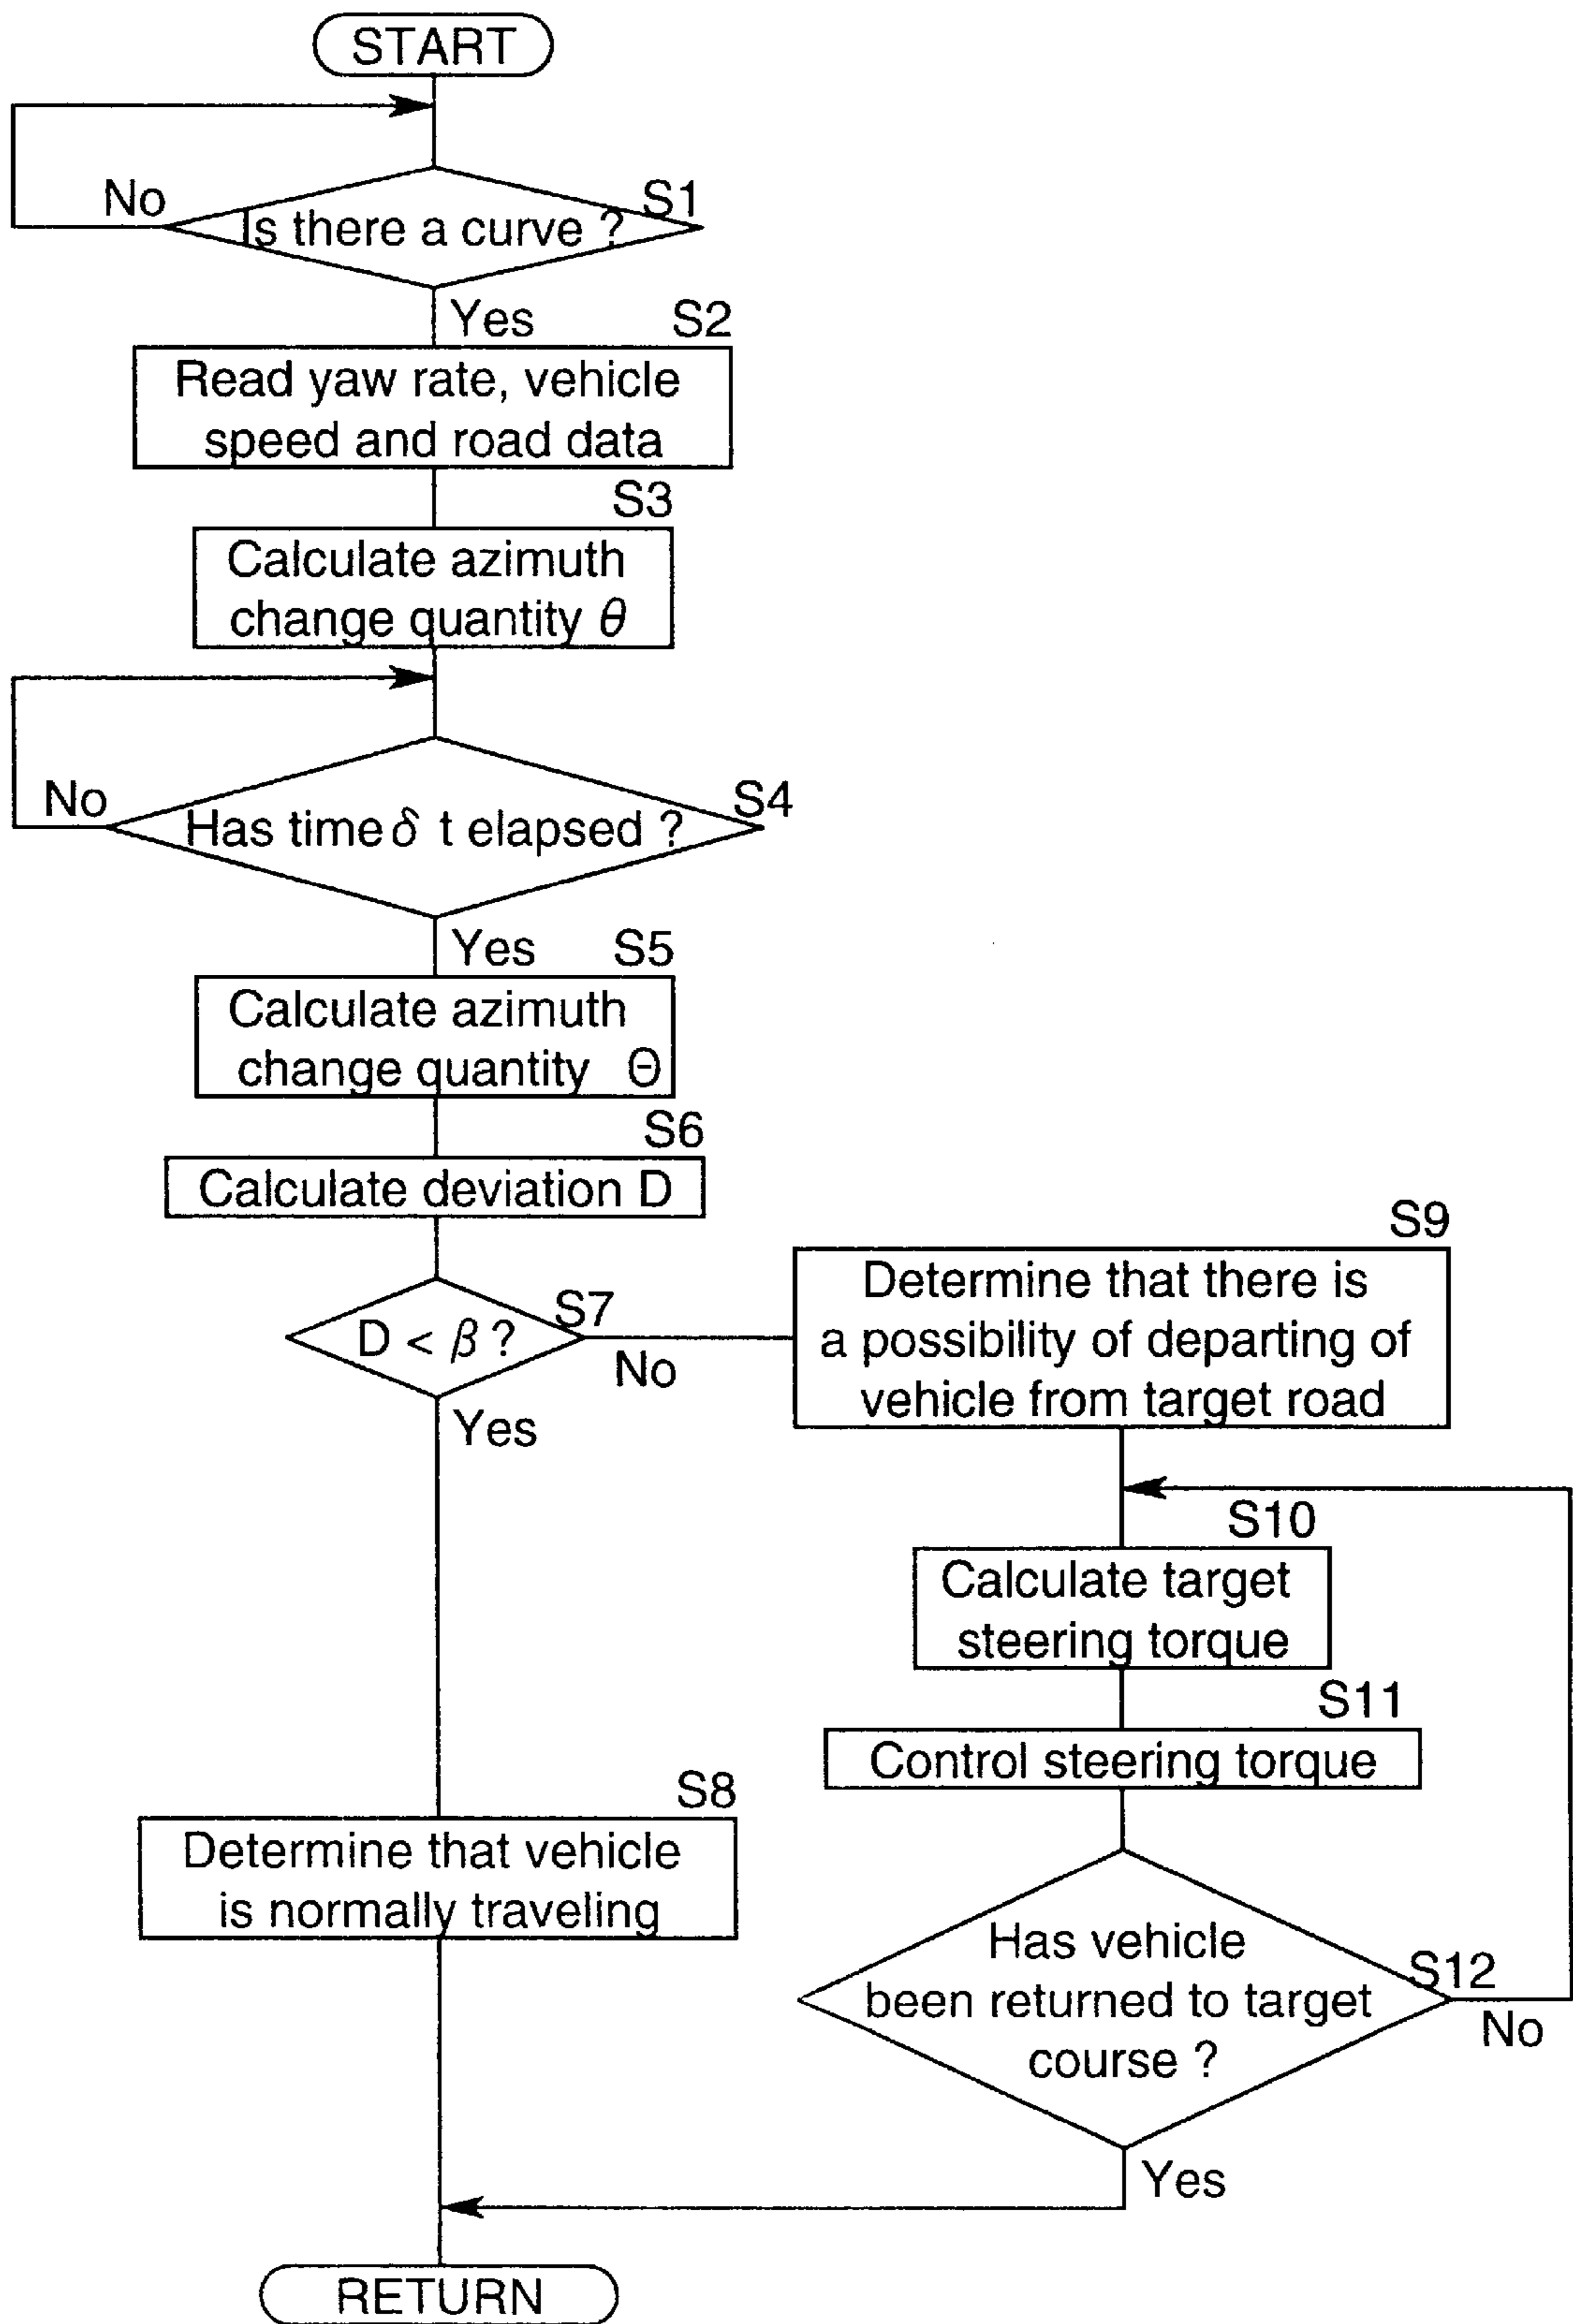 START
No
S1
Is there a curve ?
Yes
S2
Read yaw rate, vehicle
speed and road data
S3
Calculate azimuth
change quantity θ
No
S4
Has time δ t elapsed ?
Yes
S5
Calculate azimuth
change quantity Θ
S6
Calculate deviation D
S7
D < β ?
No
Yes
S9
Determine that there is
a possibility of departing of
vehicle from target road
S10
Calculate target
steering torque
S11
Control steering torque
S8
Determine that vehicle
is normally traveling
S12
Has vehicle
been returned to target
course ?
No
Yes
RETURN